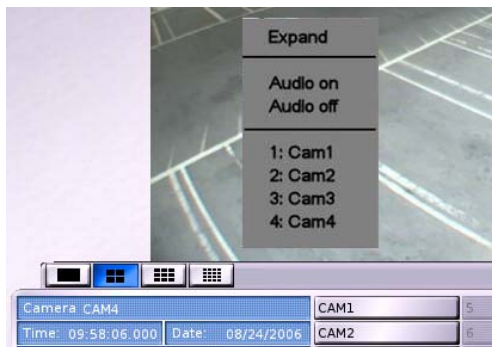 Expand
Audio on
Audio off
1: Cam1
2: Cam2
3: Cam3
4: Cam4
Camera CAM4
CAM1
5
Time: 09:58:06.000 Date: 08/24/2006
CAM2
6